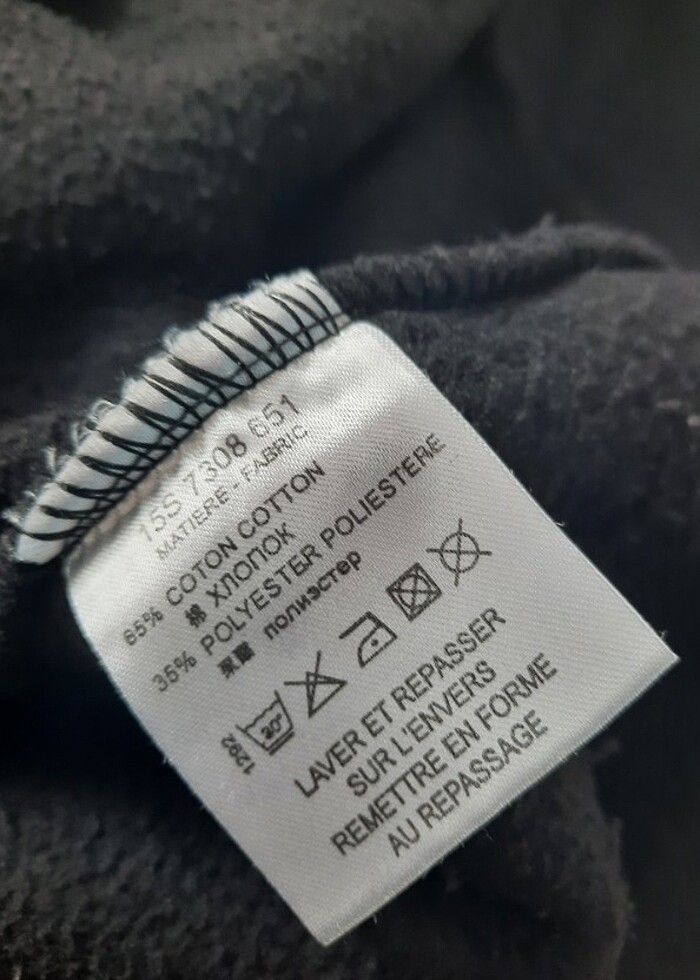 15S 7308 651
MATIERE - FABRIC
65% COTON COTTON
棉 ХЛОПОК
35% POLYESTER POLIESTERE
聚酯 полиэстер
1292
LAVER ET REPASSER
SUR L'ENVERS
REMETTRE EN FORME
AU REPASSAGE